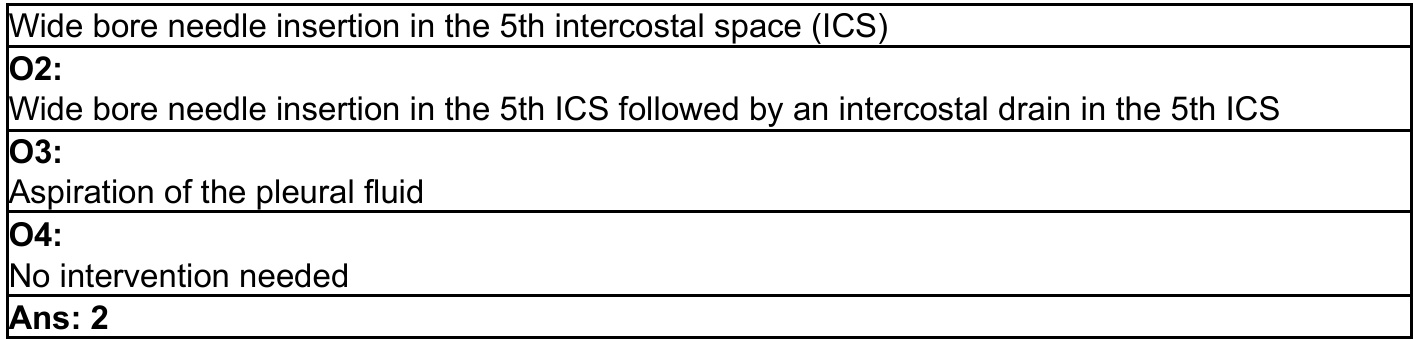 Wide bore needle insertion in the 5th intercostal space (ICS)
O2:
Wide bore needle insertion in the 5th ICS followed by an intercostal drain in the 5th ICS
O3:
Aspiration of the pleural fluid
O4:
No intervention needed
Ans: 2